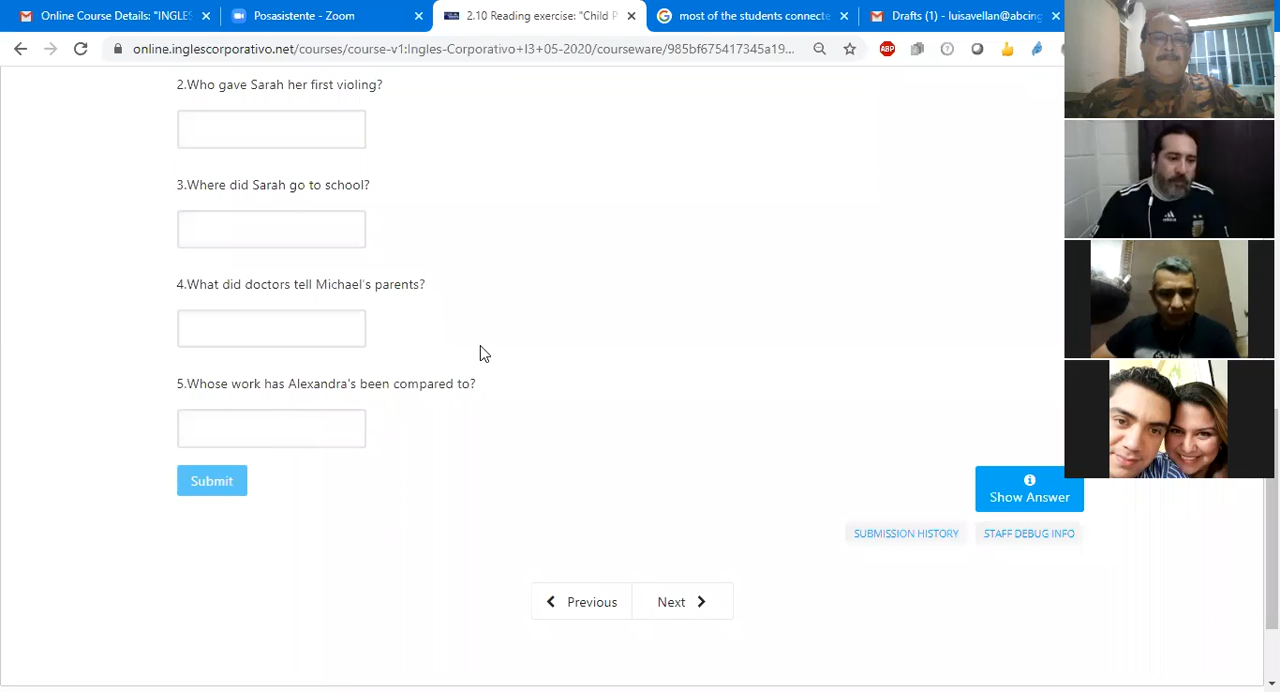 Online Course Details: "INGLES
Posasistente - Zoom
2.10 Reading exercise: "Child P
most of the students connecte
Drafts (1) - luisavellan@abcing
online.inglescorporativo.net/courses/course-v1:Ingles-Corporativo+I3+05-2020/courseware/985bf675417345a19...
ABP
2.Who gave Sarah her first violing?
3.Where did Sarah go to school?
4.What did doctors tell Michael's parents?
5.Whose work has Alexandra's been compared to?
Submit
Show Answer
SUBMISSION HISTORY
STAFF DEBUG INFO
Previous
Next